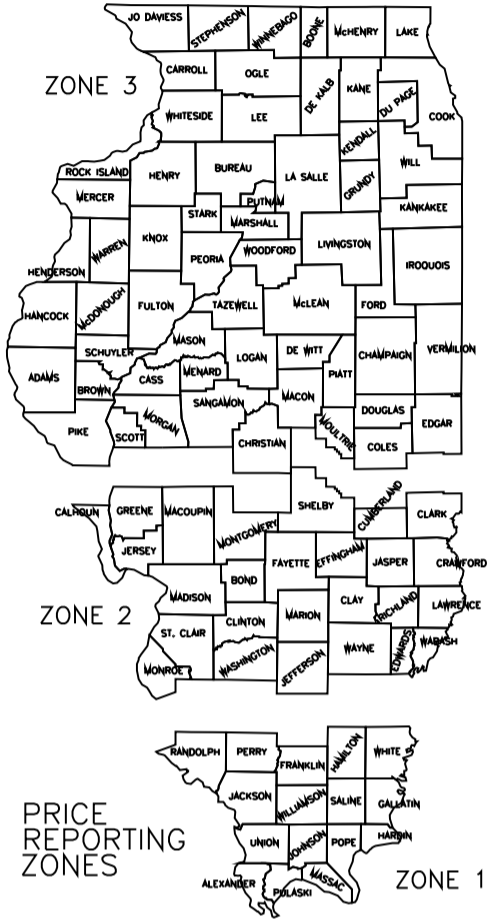 JO DAVIESS
STEPHENSON
WINNEBAGO
BOONE
McHENRY
LAKE
ZONE 3
CARROLL
OGLE
DE KALB
KANE
DU PAGE
COOK
WHITESIDE
LEE
KENDALL
WILL
ROCK ISLAND
HENRY
BUREAU
LA SALLE
GRUNDY
MERCER
PUTNAM
KANKAKEE
STARK
MARSHALL
HENDERSON
WARREN
KNOX
PEORIA
WOODFORD
LIVINGSTON
IROQUOIS
HANCOCK
McDONOUGH
FULTON
TAZEWELL
McLEAN
FORD
SCHUYLER
MASON
LOGAN
DE WITT
CHAMPAIGN
VERMILION
ADAMS
BROWN
CASS
MENARD
PIATT
SANGAMON
MACON
PIKE
SCOTT
MORGAN
CHRISTIAN
MOULTRIE
DOUGLAS
EDGAR
COLES
SHELBY
CUMBERLAND
CLARK
CALHOUN
GREENE
MACOUPIN
MONTGOMERY
JERSEY
FAYETTE
EFFINGHAM
JASPER
CRAWFORD
BOND
ZONE 2
MADISON
CLAY
RICHLAND
LAWRENCE
ST. CLAIR
CLINTON
MARION
WAYNE
EDWARDS
WABASH
MONROE
WASHINGTON
JEFFERSON
RANDOLPH
PERRY
FRANKLIN
HAMILTON
WHITE
JACKSON
WILLIAMSON
SALINE
GALLATIN
PRICE
REPORTING
ZONES
UNION
JOHNSON
POPE
HARDIN
ALEXANDER
PULASKI
MASSAC
ZONE 1